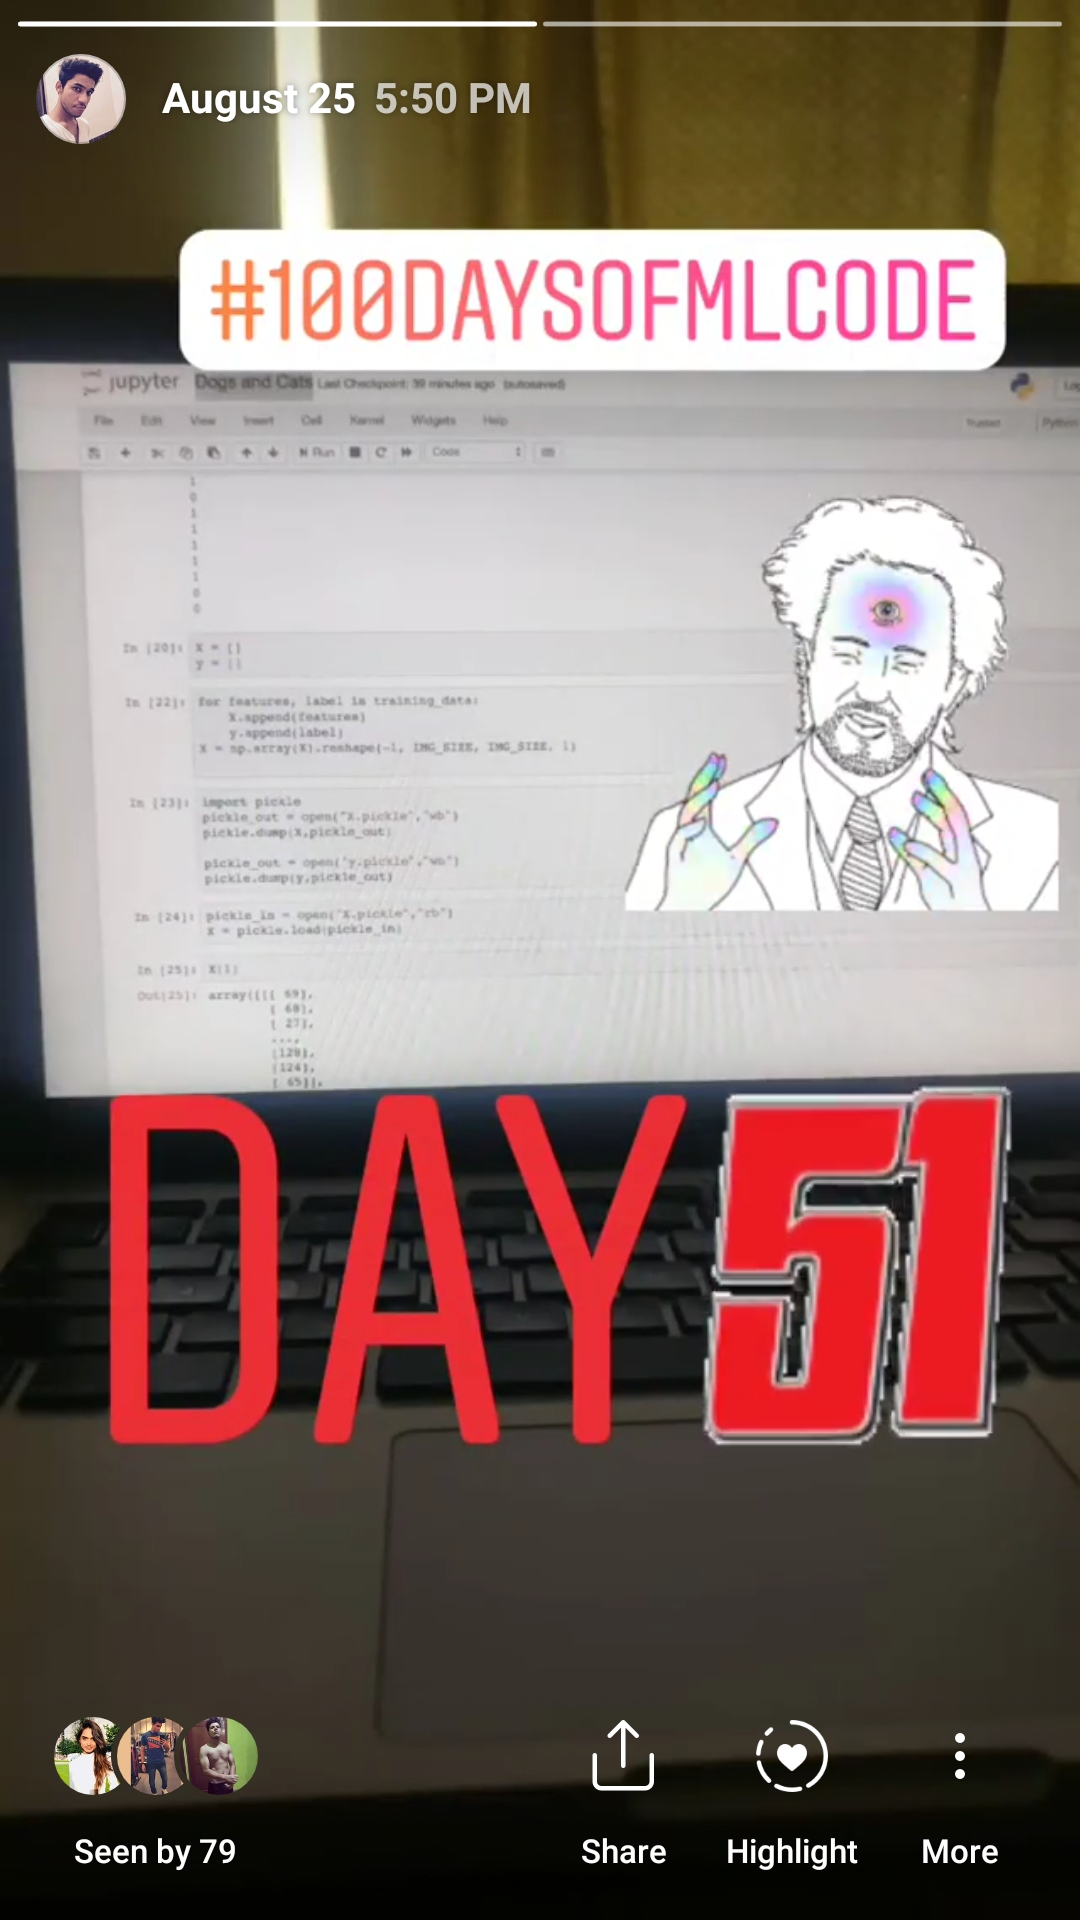 August 25 5:50 PM
#100DAYSOFMLCODE
jupyter Dogs and Cats Last Checkpoint: 39 minutes ago (autosaved)
File Edit View Insert Cell Kernel Widgets Help
Trusted Python
Run Code
1
0
1
1
1
1
1
0
0
In [20]: X = []
y = []
In [22]: for features, label in training_data:
X.append(features)
y.append(label)
X = np.array(X).reshape(-1, IMG_SIZE, IMG_SIZE, 1)
In [23]: import pickle
pickle_out = open("X.pickle","wb")
pickle.dump(X,pickle_out)
pickle_out = open("y.pickle","wb")
pickle.dump(y,pickle_out)
In [24]: pickle_in = open("X.pickle","rb")
X = pickle.load(pickle_in)
In [25]: X[1]
Out[25]: array([[[ 69],
[ 68],
[ 27],
...,
[128],
[124],
[ 65]],
DAY 51
Seen by 79
Share Highlight More